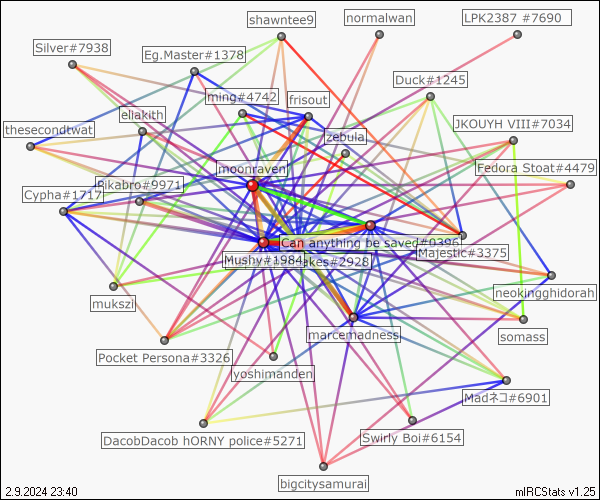 shawntee9
normalwan
LPK2387 #7690
Silver#7938
Eg.Master#1378
Duck#1245
ming#4742
frisout
eliakith
JKOUYH VIII#7034
thesecondtwat
zebula
moonraven
Fedora Stoat#4479
Pikabro#9971
Cypha#1717
Can anything be saved#0396
Majestic#3375
Mushy#1984
akes#2928
neokingghidorah
mukszi
marcemadness
somass
Pocket Persona#3326
yoshimanden
Madネコ#6901
DacobDacob hORNY police#5271
Swirly Boi#6154
bigcitysamurai
2.9.2024 23:40
mIRCStats v1.25